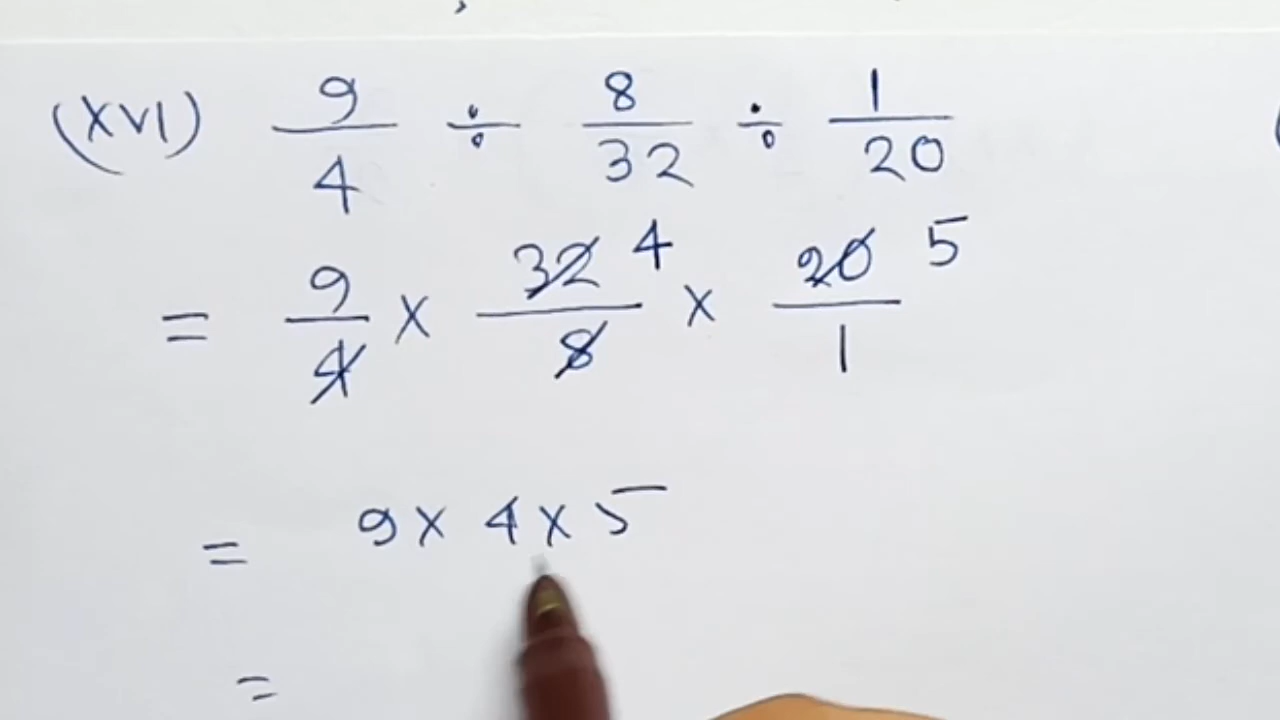 (XVI) 9/4 ÷ 8/32 ÷ 1/20
= 9/4 × 32/8 4 × 20/1 5
= 9 × 4 × 5
=